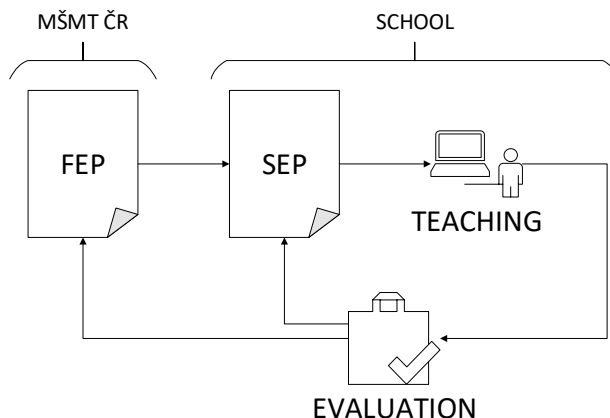 MŠMT ČR
SCHOOL
FEP
SEP
TEACHING
EVALUATION